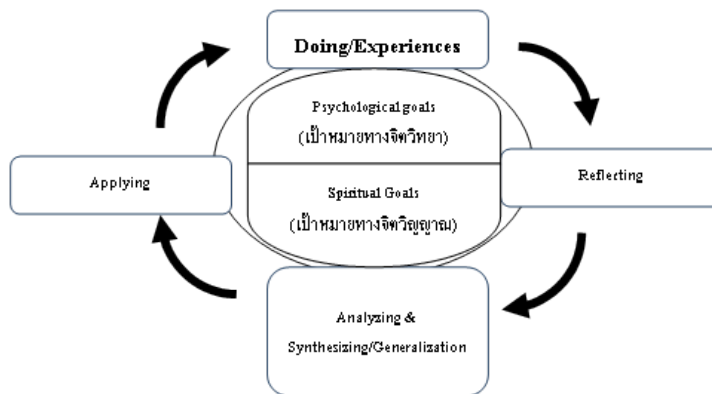 Doing/Experiences
Psychological goals
(เป้าหมายทางจิตวิทยา)
Applying
Reflecting
Spiritual Goals
(เป้าหมายทางจิตวิญญาณ)
Analyzing &
Synthesizing/Generalization